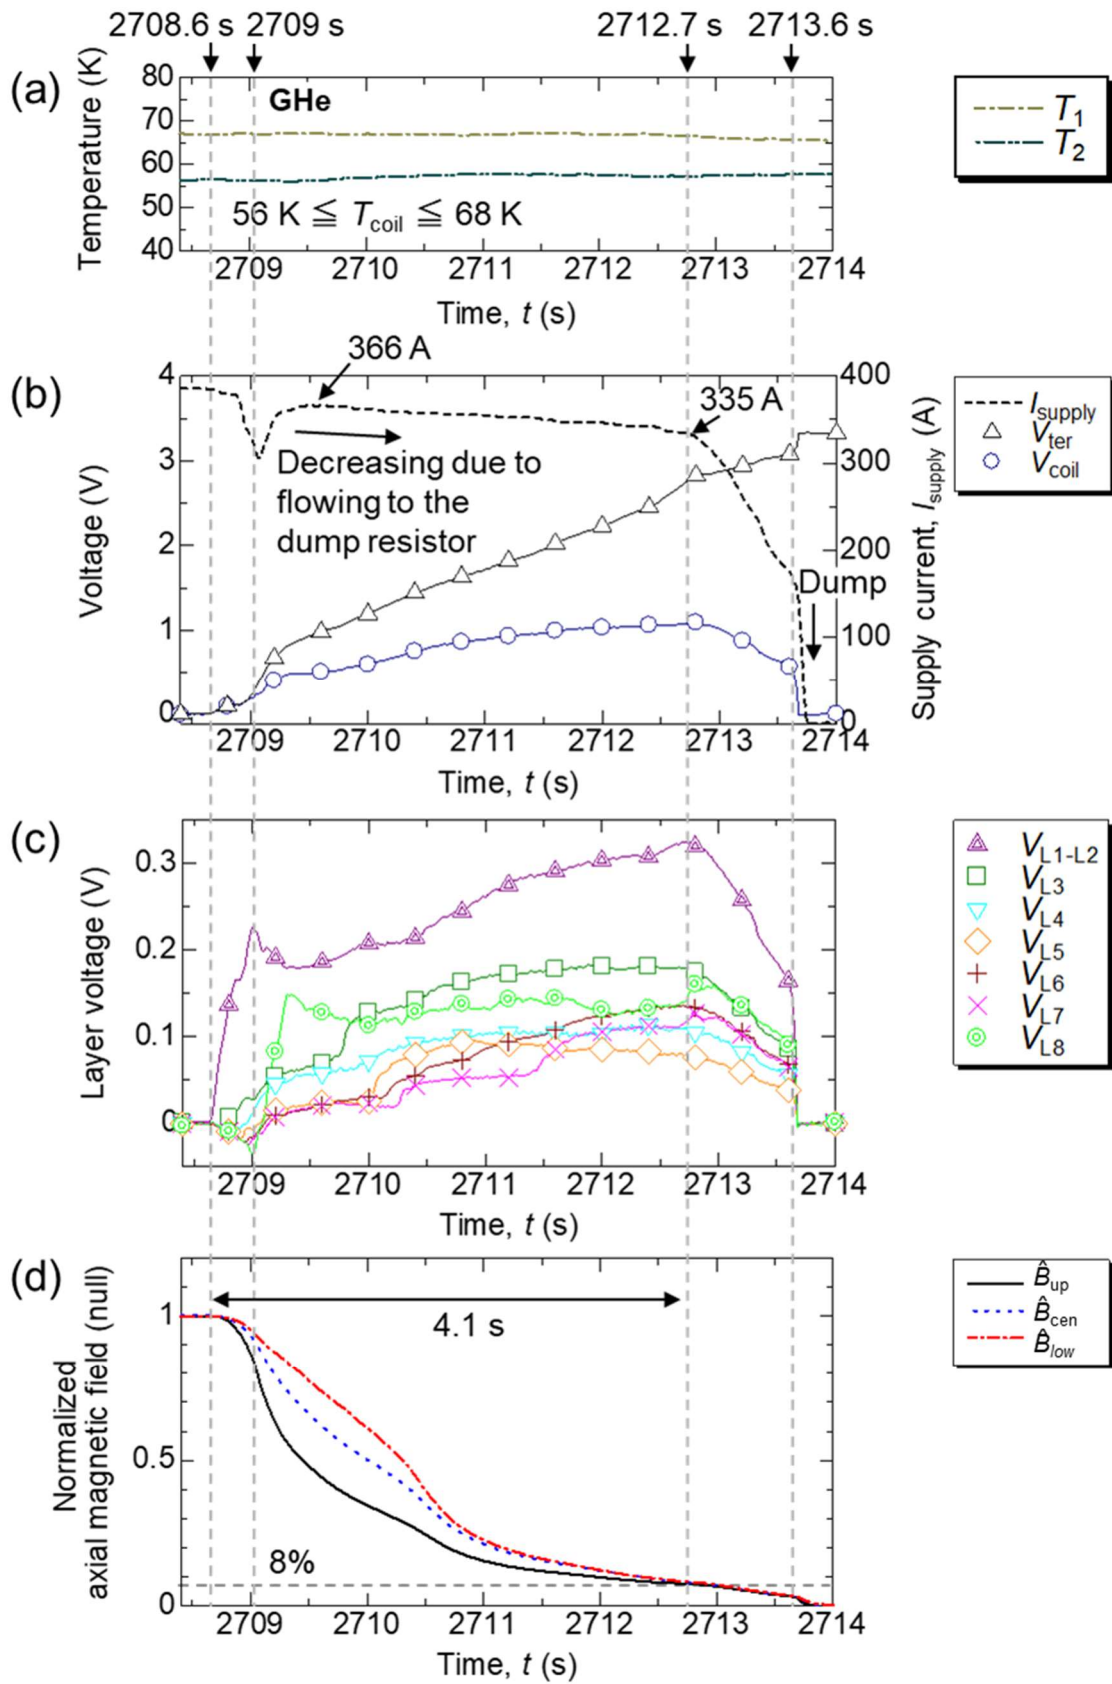 2708.6 s 2709 s 2712.7 s 2713.6 s
(a)
Temperature (K)
80
70
60
50
40
GHe
56 K ≦ Tcoil ≦ 68 K
2709 2710 2711 2712 2713 2714
Time, t (s)
T1
T2
(b)
Voltage (V)
4
3
2
1
0
366 A
335 A
Decreasing due to
flowing to the
dump resistor
Dump
400
300
200
100
0
Supply current, Isupply (A)
2709 2710 2711 2712 2713 2714
Time, t (s)
Isupply
Vter
Vcoil
(c)
Layer voltage (V)
0.3
0.2
0.1
0
2709 2710 2711 2712 2713 2714
Time, t (s)
VL1-L2
VL3
VL4
VL5
VL6
VL7
VL8
(d)
Normalized
axial magnetic field (null)
1
0.5
0
4.1 s
8%
2709 2710 2711 2712 2713 2714
Time, t (s)
B̂up
B̂cen
B̂low